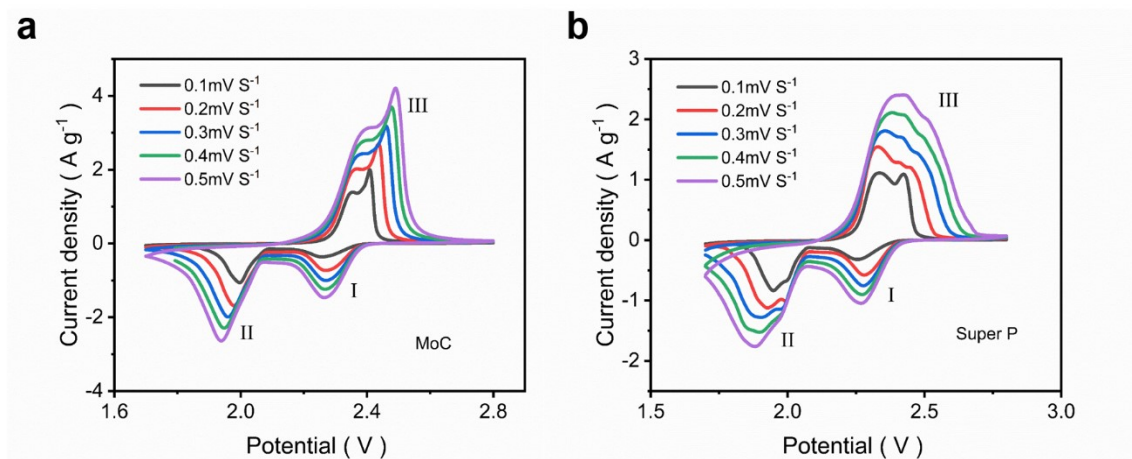 a
4
2
0
-2
-4
Current density ( A g⁻¹ )
0.1mV S⁻¹
0.2mV S⁻¹
0.3mV S⁻¹
0.4mV S⁻¹
0.5mV S⁻¹
III
I
II
MoC
1.6
2.0
2.4
2.8
Potential ( V )
b
3
2
1
0
-1
-2
Current density ( A g⁻¹ )
0.1mV S⁻¹
0.2mV S⁻¹
0.3mV S⁻¹
0.4mV S⁻¹
0.5mV S⁻¹
III
I
II
Super P
1.5
2.0
2.5
3.0
Potential ( V )